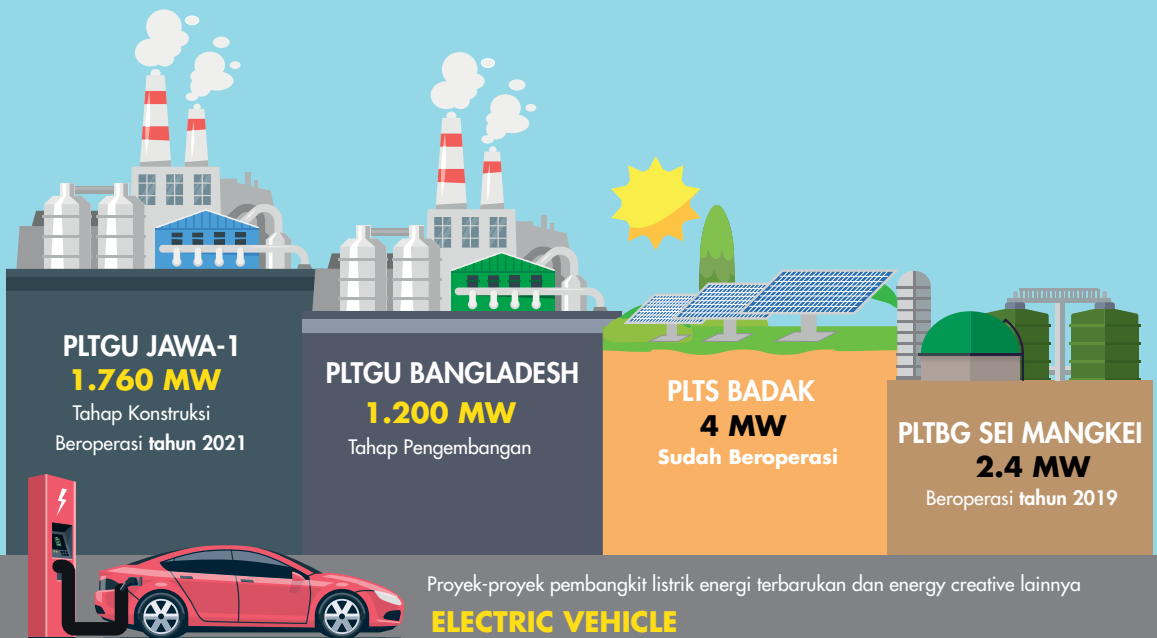 PLTGU JAWA-1
1.760 MW
Tahap Konstruksi
Beroperasi tahun 2021
PLTGU BANGLADESH
1.200 MW
Tahap Pengembangan
PLTS BADAK
4 MW
Sudah Beroperasi
PLTBG SEI MANGKEI
2.4 MW
Beroperasi tahun 2019
Proyek-proyek pembangkit listrik energi terbarukan dan energy creative lainnya
ELECTRIC VEHICLE